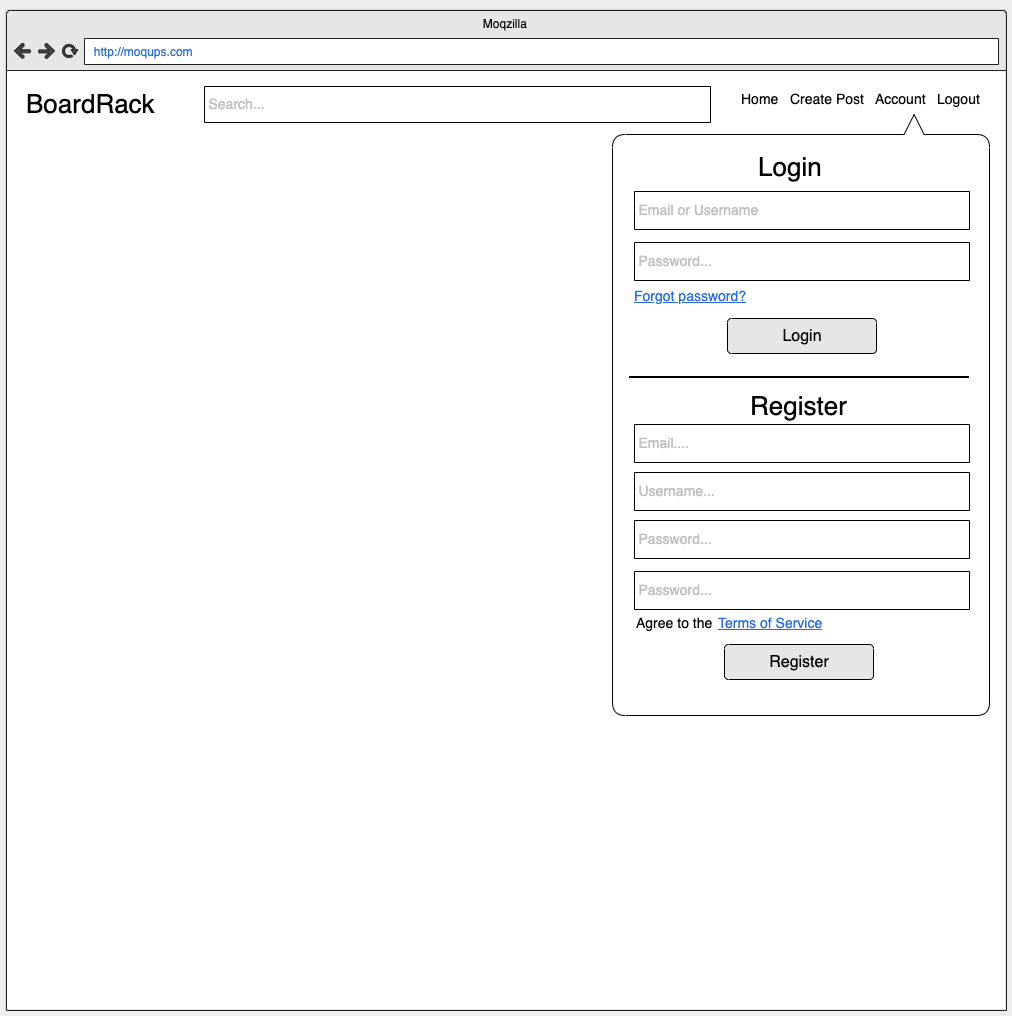 Moqzilla
http://moqups.com
BoardRack
Search...
Home Create Post Account Logout
Login
Email or Username
Password...
Forgot password?
Login
Register
Email....
Username...
Password...
Password...
Agree to the Terms of Service
Register